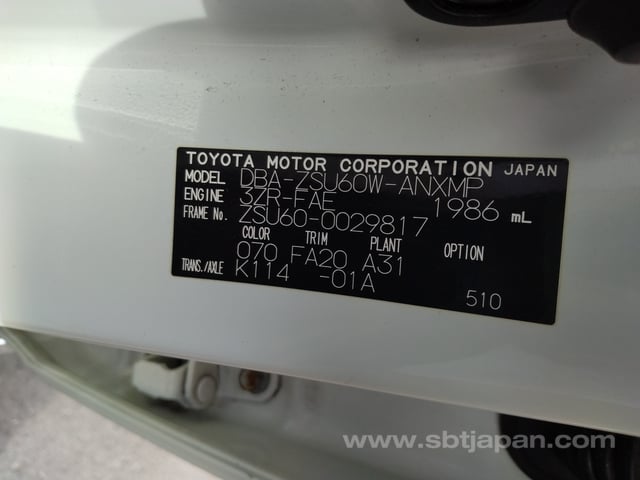 TOYOTA MOTOR CORPORATION JAPAN
MODEL DBA-ZSU60W-ANXMP
ENGINE 3ZR-FAE 1986 mL
FRAME No. ZSU60-0029817
COLOR TRIM PLANT OPTION
070 FA20 A31
TRANS./AXLE K114 -01A
510
www.sbtjapan.com